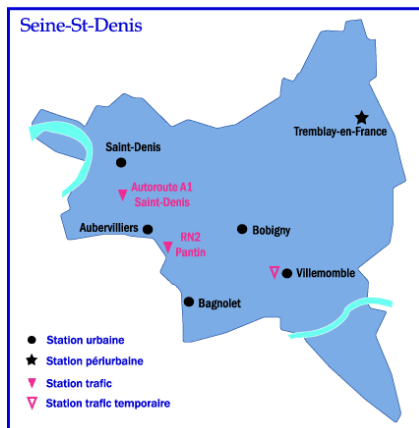 Seine-St-Denis
Tremblay-en-France
Saint-Denis
Autoroute A1
Saint-Denis
Aubervilliers
Bobigny
RN2
Pantin
Villemomble
Bagnolet
Station urbaine
Station périurbaine
Station trafic
Station trafic temporaire